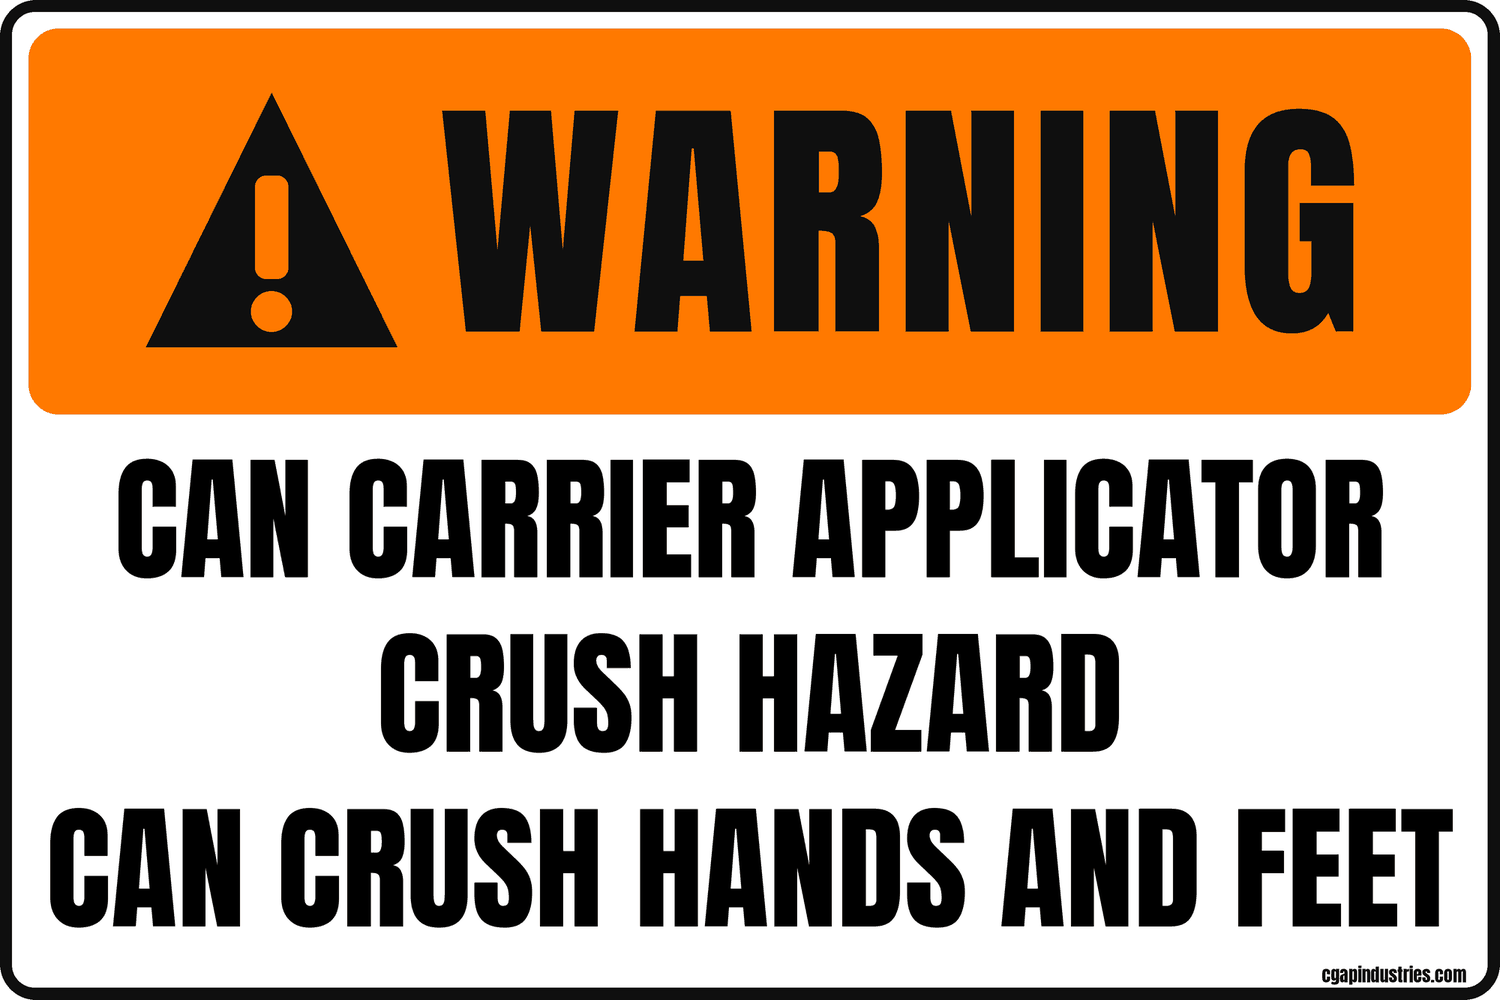 WARNING
CAN CARRIER APPLICATOR
CRUSH HAZARD
CAN CRUSH HANDS AND FEET
cgapindustries.com